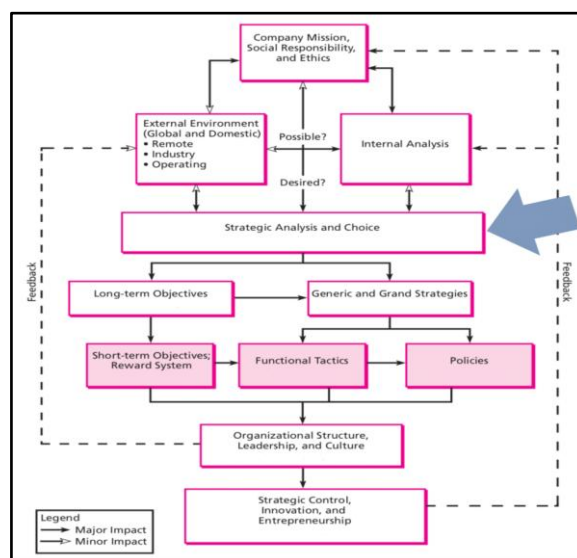 Company Mission,
Social Responsibility,
and Ethics
External Environment
(Global and Domestic)
• Remote
• Industry
• Operating
Possible?
Internal Analysis
Desired?
Strategic Analysis and Choice
Feedback
Feedback
Long-term Objectives
Generic and Grand Strategies
Short-term Objectives;
Reward System
Functional Tactics
Policies
Organizational Structure,
Leadership, and Culture
Strategic Control,
Innovation, and
Entrepreneurship
Legend
Major Impact
Minor Impact